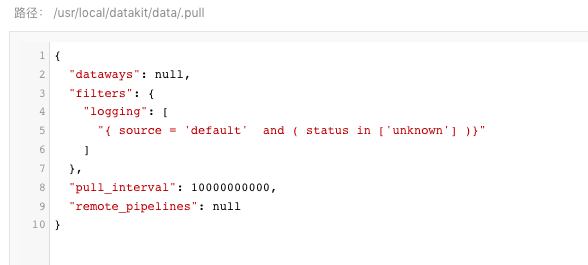 路径： /usr/local/datakit/data/.pull
1 {
2   "dataways": null,
3   "filters": {
4     "logging": [
5       "{ source = 'default'  and ( status in ['unknown'] )}"
6     ]
7   },
8   "pull_interval": 10000000000,
9   "remote_pipelines": null
10 }